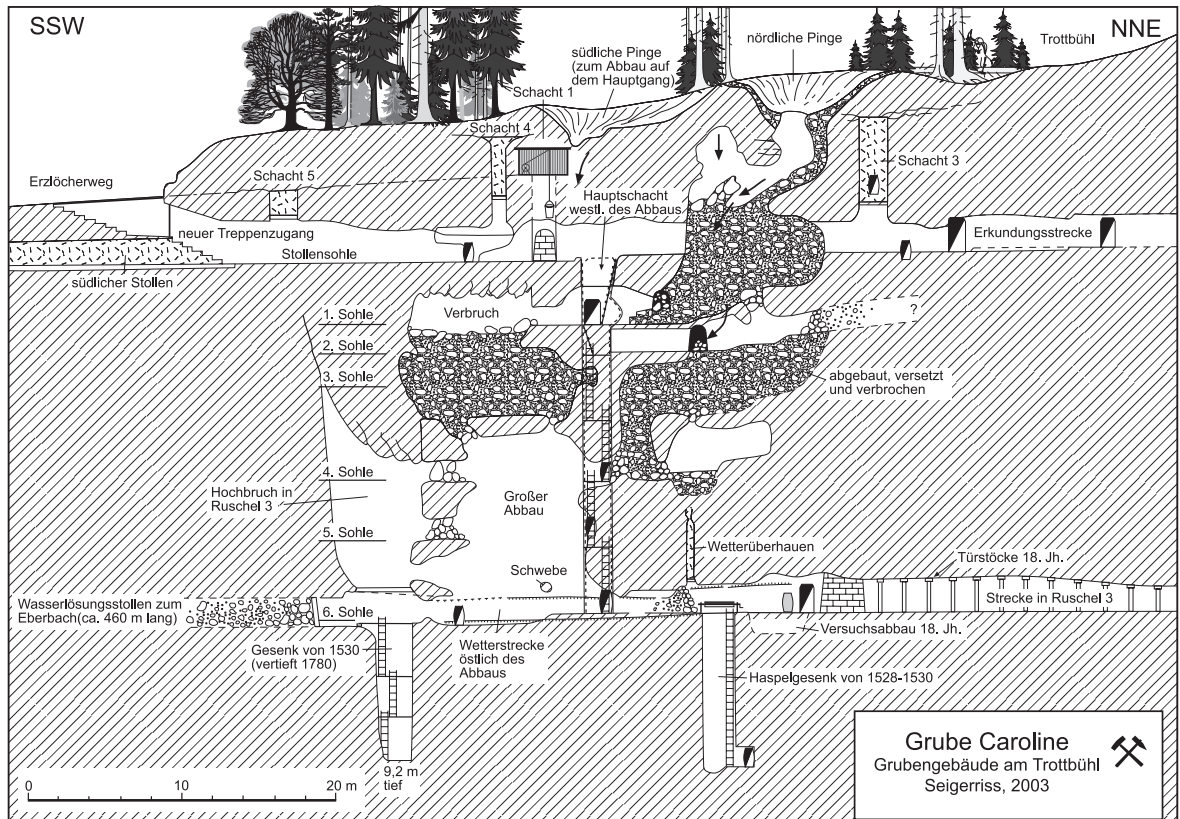 SSW
NNE
nördliche Pinge
Trottbühl
südliche Pinge
(zum Abbau auf
dem Hauptgang)
Schacht 1
Schacht 4
Schacht 3
Schacht 5
Erzlöcherweg
Hauptschacht
westl. des Abbaus
neuer Treppenzugang
Stollensohle
Erkundungsstrecke
südlicher Stollen
1. Sohle
Verbruch
?
2. Sohle
3. Sohle
abgebaut, versetzt
und verbrochen
4. Sohle
Hochbruch in
Ruschel 3
Großer
Abbau
5. Sohle
Wetterüberhauen
Türstöcke 18. Jh.
Schwebe
Strecke in Ruschel 3
Wasserlösungsstollen zum
Eberbach(ca. 460 m lang)
6. Sohle
Versuchsabbau 18. Jh.
Gesenk von 1530
(vertieft 1780)
Wetterstrecke
östlich des
Abbaus
Haspelgesenk von 1528-1530
9,2 m
tief
0
10
20 m
Grube Caroline
Grubengebäude am Trottbühl
Seigerriss, 2003